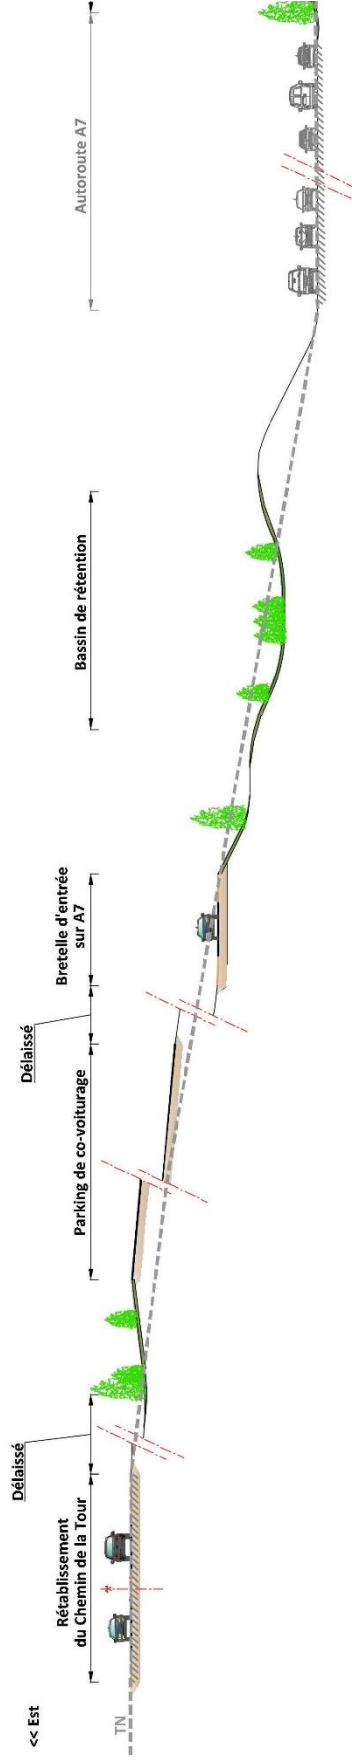 << Est
TN
Rétablissement
du Chemin de la Tour
Délaissé
Parking de co-voiturage
Délaissé
Bretelle d'entrée
sur A7
Bassin de rétention
Autoroute A7